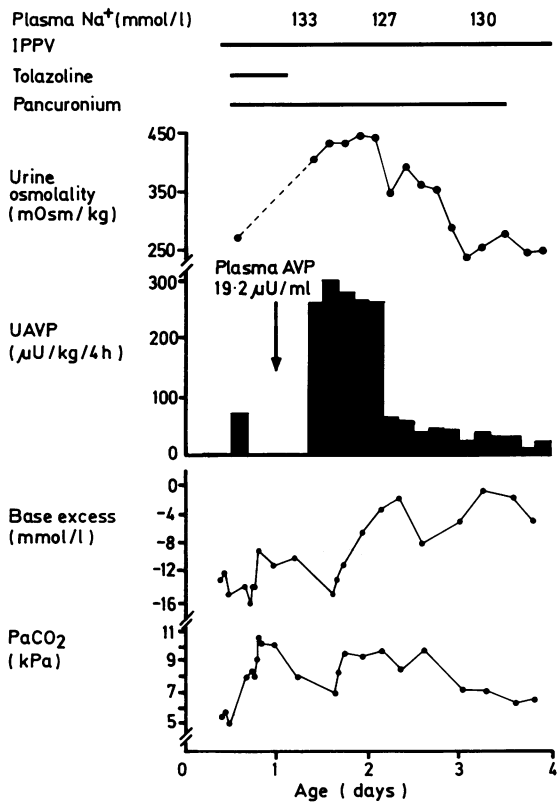 Plasma Na⁺(mmol/l) 133 127 130
IPPV
Tolazoline
Pancuronium
450
Urine
osmolality
(mOsm/kg)
350
250
Plasma AVP
19·2 µU/ml
300
UAVP
(µU/kg/4h)
200
100
0
Base excess
(mmol/l)
0
-4
-8
-12
-16
PaCO₂
(kPa)
11
9
7
5
0 1 2 3 4
Age (days)